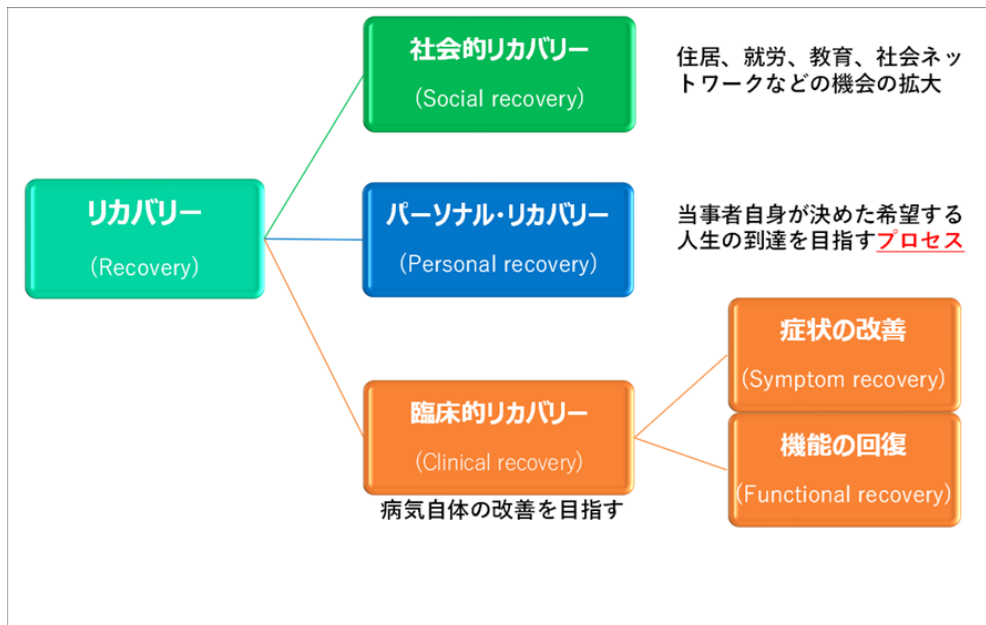 社会的リカバリー
(Social recovery)
住居、就労、教育、社会ネッ
トワークなどの機会の拡大
リカバリー
(Recovery)
パーソナル・リカバリー
(Personal recovery)
当事者自身が決めた希望する
人生の到達を目指すプロセス
臨床的リカバリー
(Clinical recovery)
病気自体の改善を目指す
症状の改善
(Symptom recovery)
機能の回復
(Functional recovery)